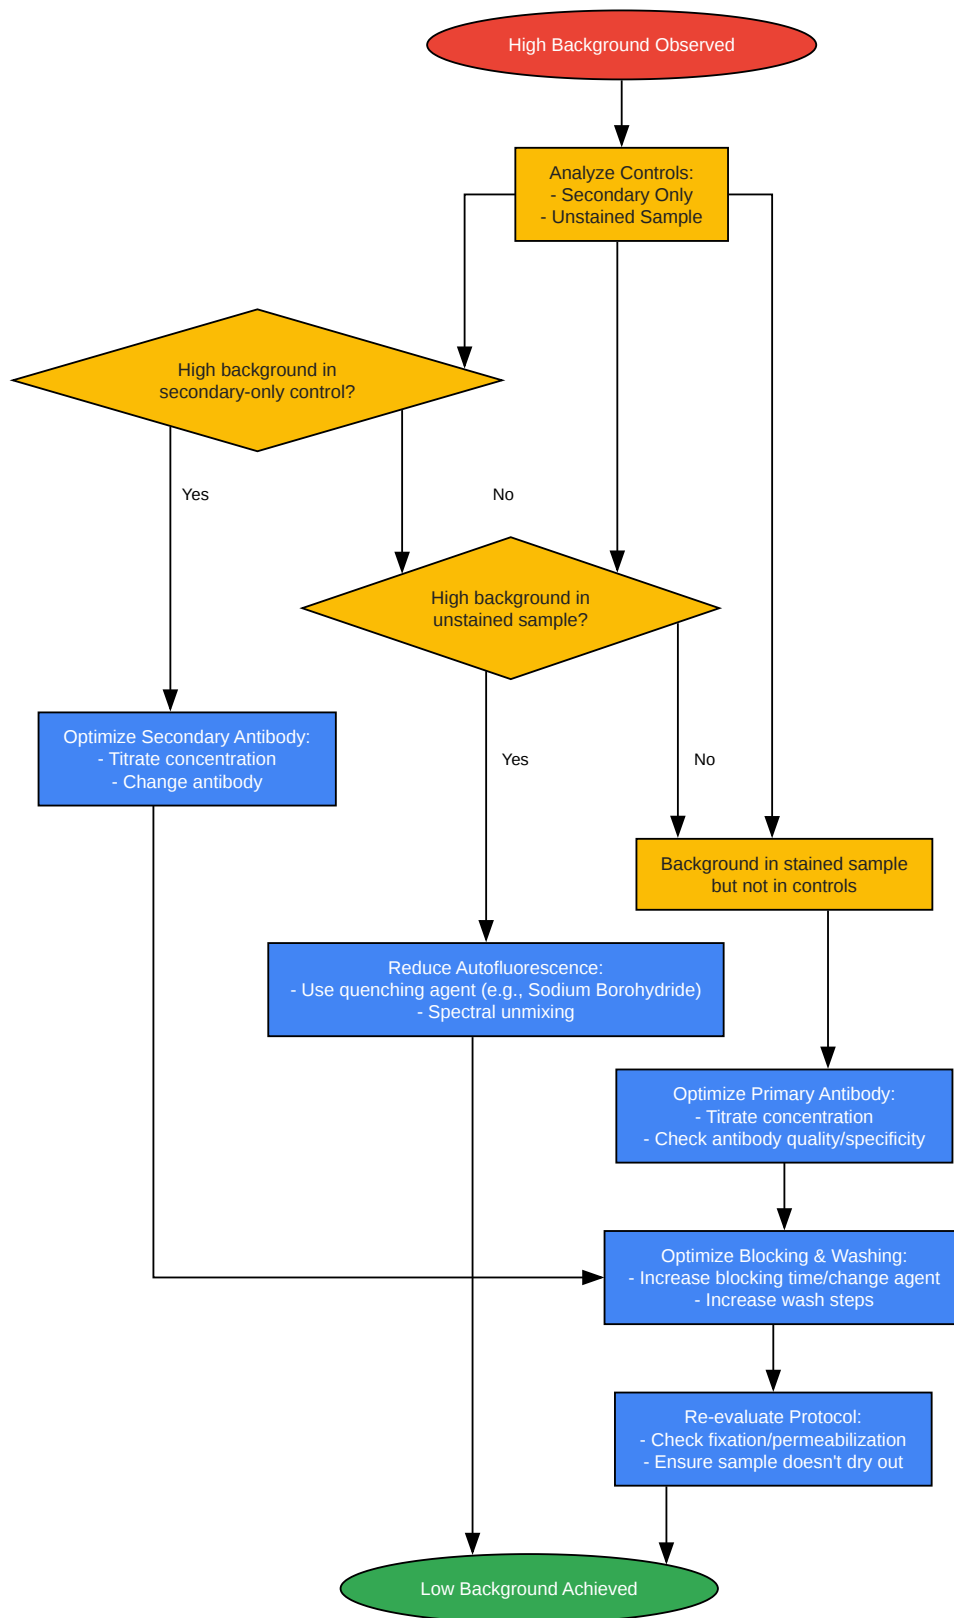 High Background Observed
Analyze Controls:
- Secondary Only
- Unstained Sample
High background in
secondary-only control?
Yes
No
High background in
unstained sample?
Optimize Secondary Antibody:
- Titrate concentration
- Change antibody
Yes
No
Background in stained sample
but not in controls
Reduce Autofluorescence:
- Use quenching agent (e.g., Sodium Borohydride)
- Spectral unmixing
Optimize Primary Antibody:
- Titrate concentration
- Check antibody quality/specificity
Optimize Blocking & Washing:
- Increase blocking time/change agent
- Increase wash steps
Re-evaluate Protocol:
- Check fixation/permeabilization
- Ensure sample doesn't dry out
Low Background Achieved